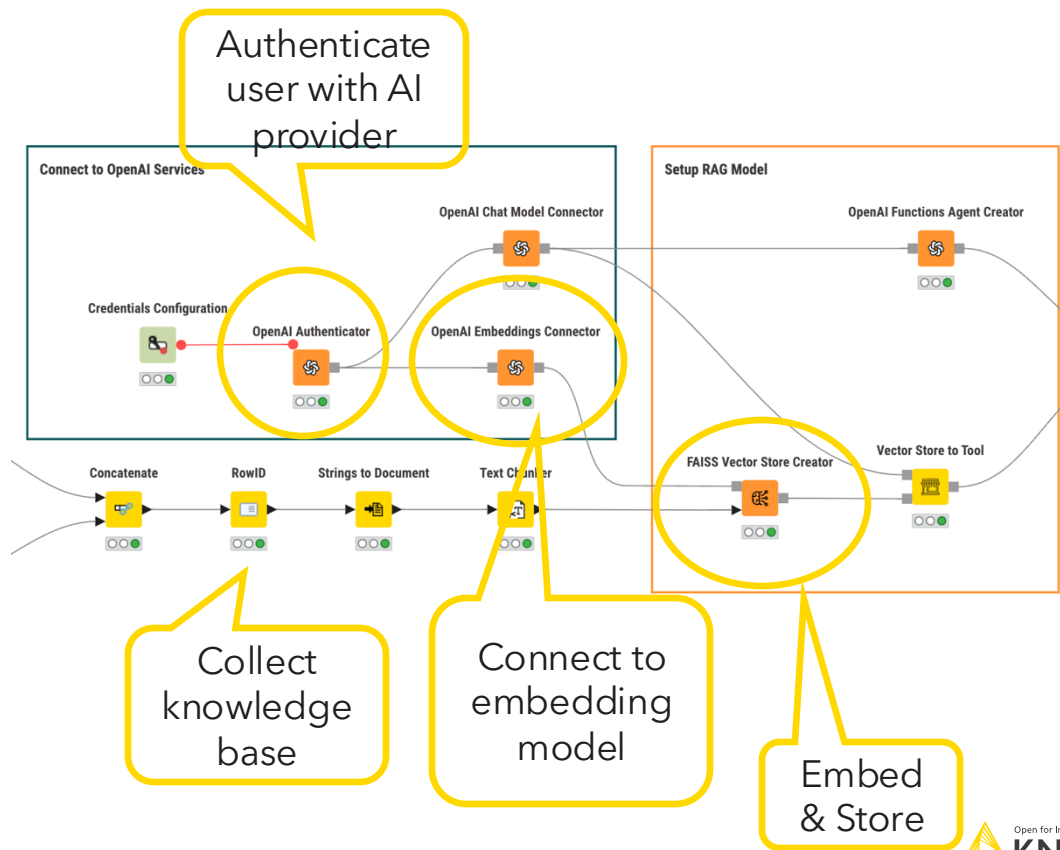 Authenticate
user with AI
provider
Connect to OpenAI Services
Setup RAG Model
OpenAI Chat Model Connector
OpenAI Functions Agent Creator
Credentials Configuration
OpenAI Authenticator
OpenAI Embeddings Connector
Concatenate
RowID
Strings to Document
Text Chunker
FAISS Vector Store Creator
Vector Store to Tool
Collect
knowledge
base
Connect to
embedding
model
Embed
& Store
Open for